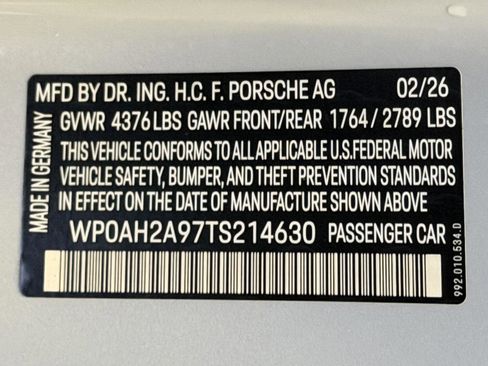 MADE IN GERMANY
MFD BY DR. ING. H.C. F. PORSCHE AG 02/26
GVWR 4376 LBS GAWR FRONT/REAR 1764 / 2789 LBS
THIS VEHICLE CONFORMS TO ALL APPLICABLE U.S.FEDERAL MOTOR
VEHICLE SAFETY, BUMPER, AND THEFT PREVENTION STANDARDS
IN EFFECT ON THE DATE OF MANUFACTURE SHOWN ABOVE
WP0AH2A97TS214630 PASSENGER CAR
992.010.534.D